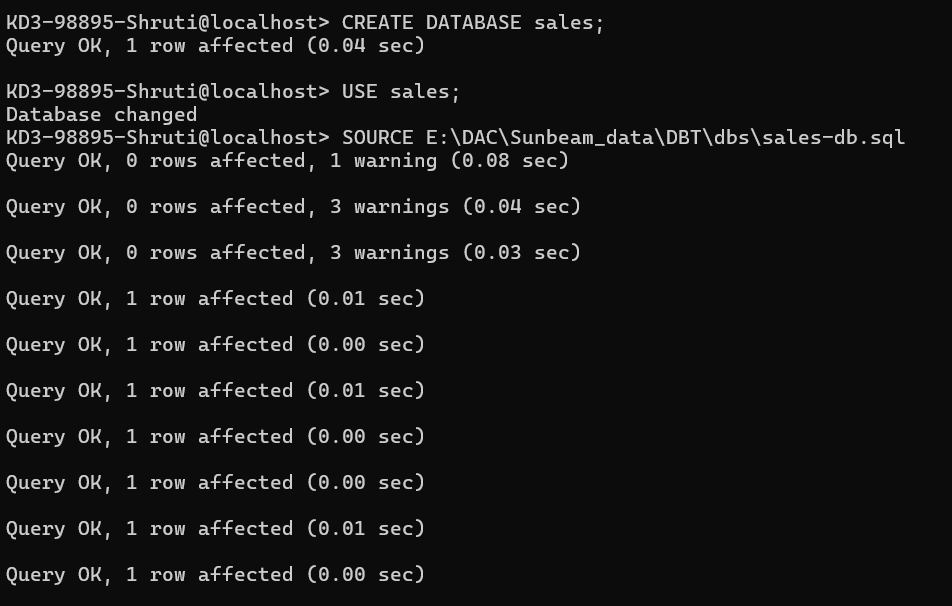 KD3-98895-Shruti@localhost> CREATE DATABASE sales;
Query OK, 1 row affected (0.04 sec)
KD3-98895-Shruti@localhost> USE sales;
Database changed
KD3-98895-Shruti@localhost> SOURCE E:\DAC\Sunbeam_data\DBT\dbs\sales-db.sql
Query OK, 0 rows affected, 1 warning (0.08 sec)
Query OK, 0 rows affected, 3 warnings (0.04 sec)
Query OK, 0 rows affected, 3 warnings (0.03 sec)
Query OK, 1 row affected (0.01 sec)
Query OK, 1 row affected (0.00 sec)
Query OK, 1 row affected (0.01 sec)
Query OK, 1 row affected (0.00 sec)
Query OK, 1 row affected (0.00 sec)
Query OK, 1 row affected (0.01 sec)
Query OK, 1 row affected (0.00 sec)